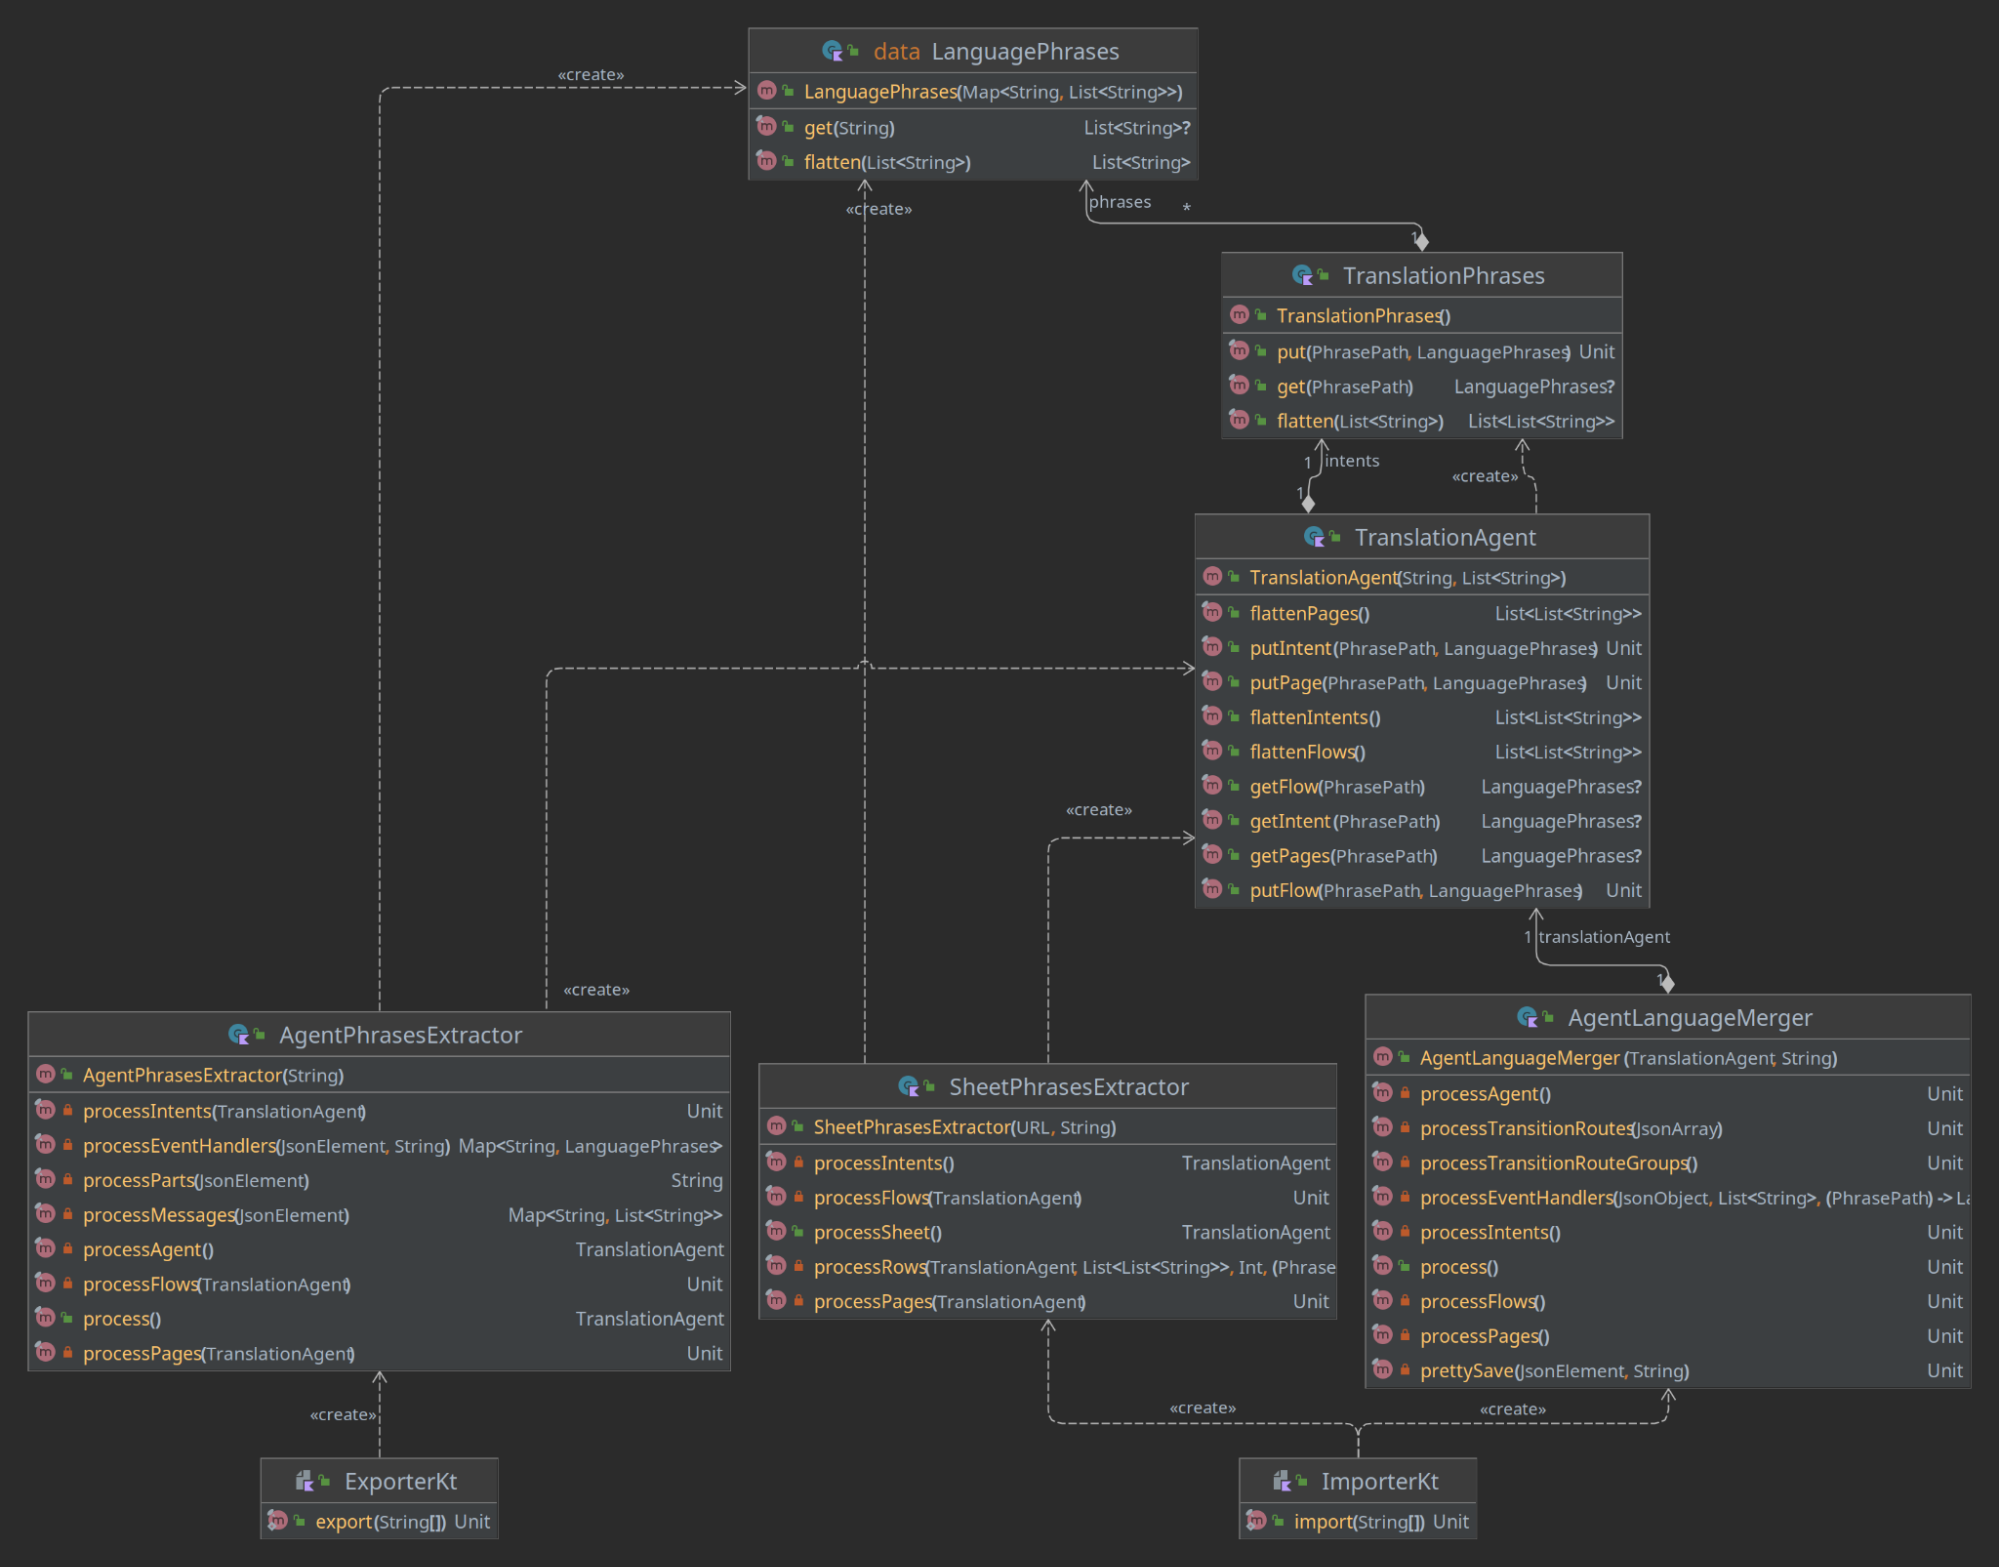 «create»
data LanguagePhrases
LanguagePhrases(Map<String, List<String>>)
get(String) List<String>?
flatten(List<String>) List<String>
«create»
phrases *
1
TranslationPhrases
TranslationPhrases()
put(PhrasePath, LanguagePhrases) Unit
get(PhrasePath) LanguagePhrases?
flatten(List<String>) List<List<String>>
1 intents
«create»
1
TranslationAgent
TranslationAgent(String, List<String>)
flattenPages() List<List<String>>
putIntent(PhrasePath, LanguagePhrases) Unit
putPage(PhrasePath, LanguagePhrases) Unit
flattenIntents() List<List<String>>
flattenFlows() List<List<String>>
getFlow(PhrasePath) LanguagePhrases?
getIntent(PhrasePath) LanguagePhrases?
getPages(PhrasePath) LanguagePhrases?
putFlow(PhrasePath, LanguagePhrases) Unit
«create»
1 translationAgent
1
«create»
AgentPhrasesExtractor
AgentPhrasesExtractor(String)
processIntents(TranslationAgent) Unit
processEventHandlers(JsonElement, String) Map<String, LanguagePhrases>
processParts(JsonElement) String
processMessages(JsonElement) Map<String, List<String>>
processAgent() TranslationAgent
processFlows(TranslationAgent) Unit
process() TranslationAgent
processPages(TranslationAgent) Unit
SheetPhrasesExtractor
SheetPhrasesExtractor(URL, String)
processIntents() TranslationAgent
processFlows(TranslationAgent) Unit
processSheet() TranslationAgent
processRows(TranslationAgent, List<List<String>>, Int, (Phrase
processPages(TranslationAgent) Unit
AgentLanguageMerger
AgentLanguageMerger(TranslationAgent, String)
processAgent() Unit
processTransitionRoutes(JsonArray) Unit
processTransitionRouteGroups() Unit
processEventHandlers(JsonObject, List<String>, (PhrasePath) -> La
processIntents() Unit
process() Unit
processFlows() Unit
processPages() Unit
prettySave(JsonElement, String) Unit
«create»
«create»
«create»
ExporterKt
export(String[]) Unit
ImporterKt
import(String[]) Unit